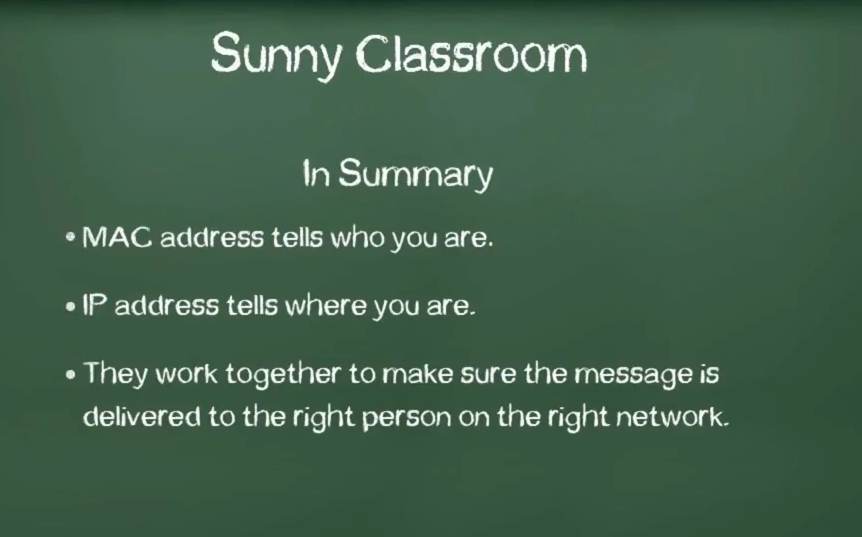 Sunny Classroom
In Summary
• MAC address tells who you are.
• IP address tells where you are.
• They work together to make sure the message is
delivered to the right person on the right network.